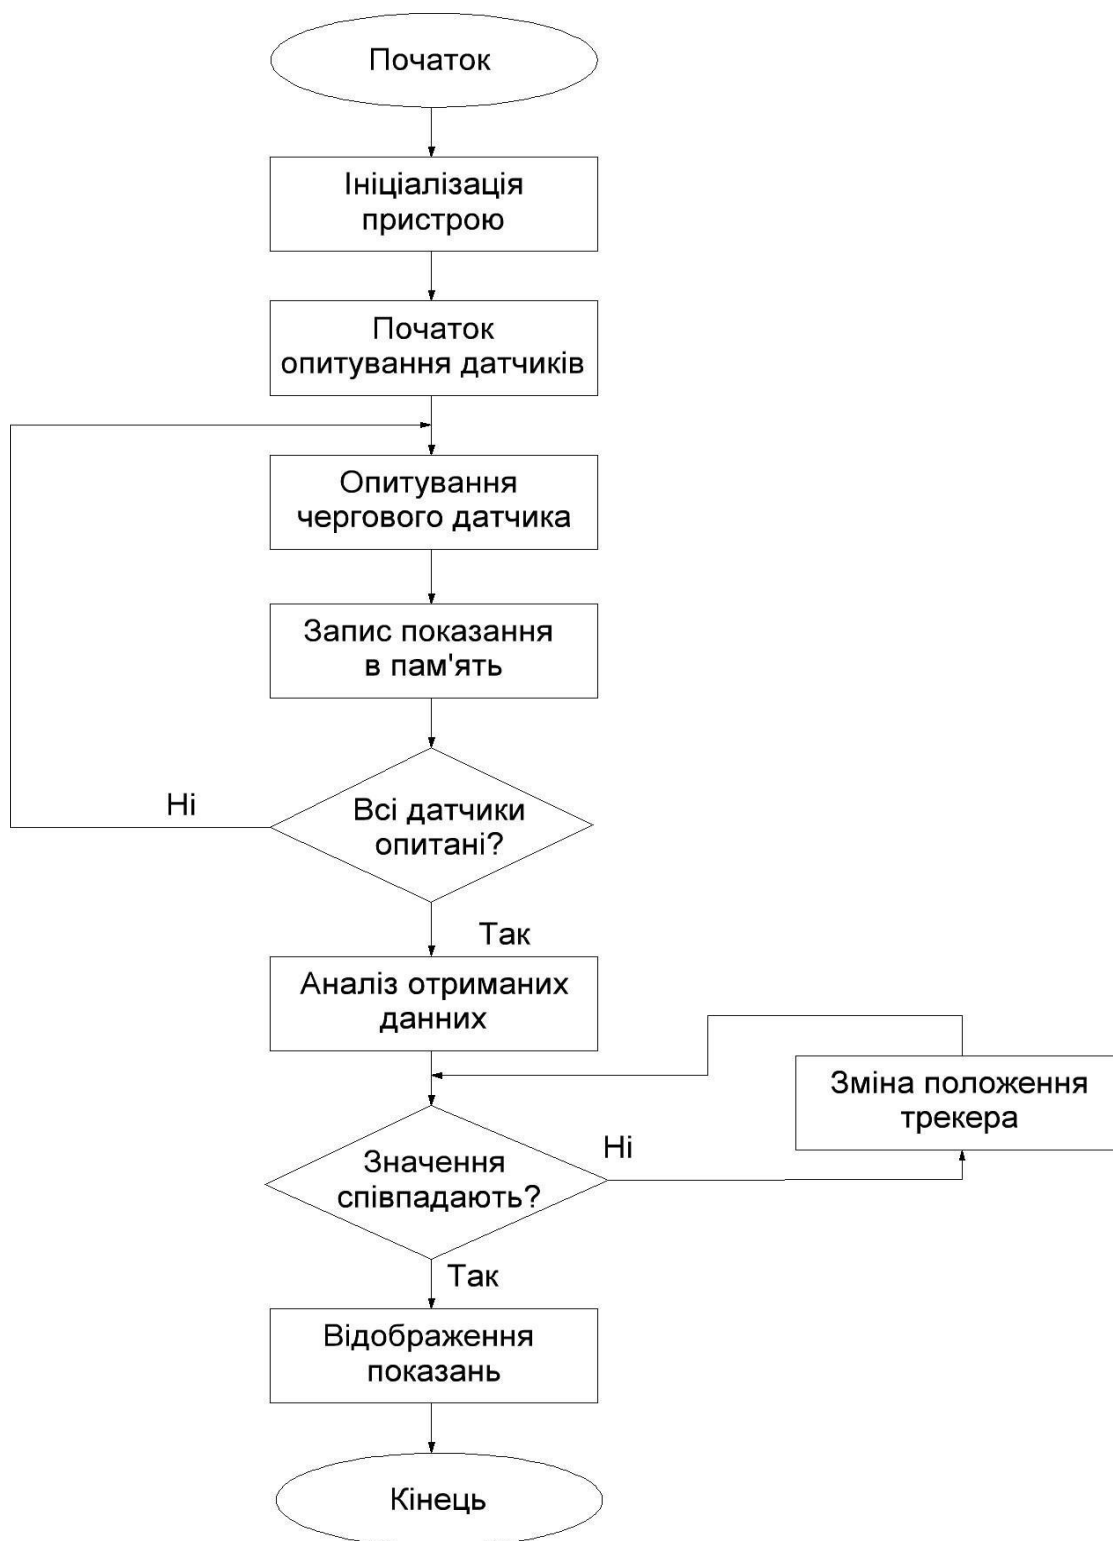 Початок
Ініціалізація
пристрою
Початок
опитування датчиків
Опитування
чергового датчика
Запис показання
в пам'ять
Ні
Всі датчики
опитані?
Так
Аналіз отриманих
данних
Зміна положення
трекера
Ні
Значення
співпадають?
Так
Відображення
показань
Кінець